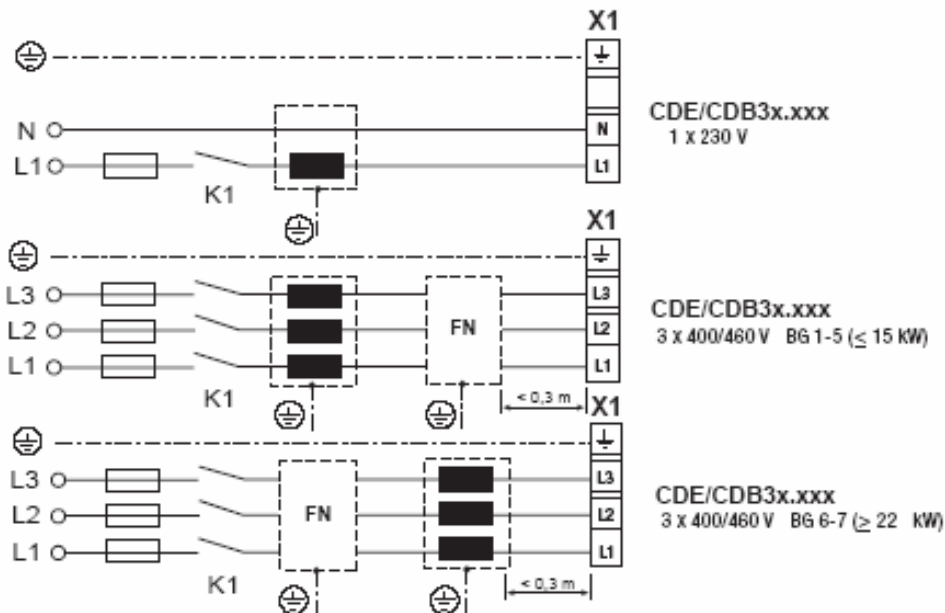 X1
N
L1
K1
N
L1
CDE/CDB3x.xxx
1 x 230 V
X1
L3
L2
L1
K1
FN
L3
L2
L1
< 0,3 m
CDE/CDB3x.xxx
3 x 400/460 V BG 1-5 (≤ 15 kW)
X1
L3
L2
L1
K1
FN
L3
L2
L1
< 0,3 m
CDE/CDB3x.xxx
3 x 400/460 V BG 6-7 (≥ 22 kW)